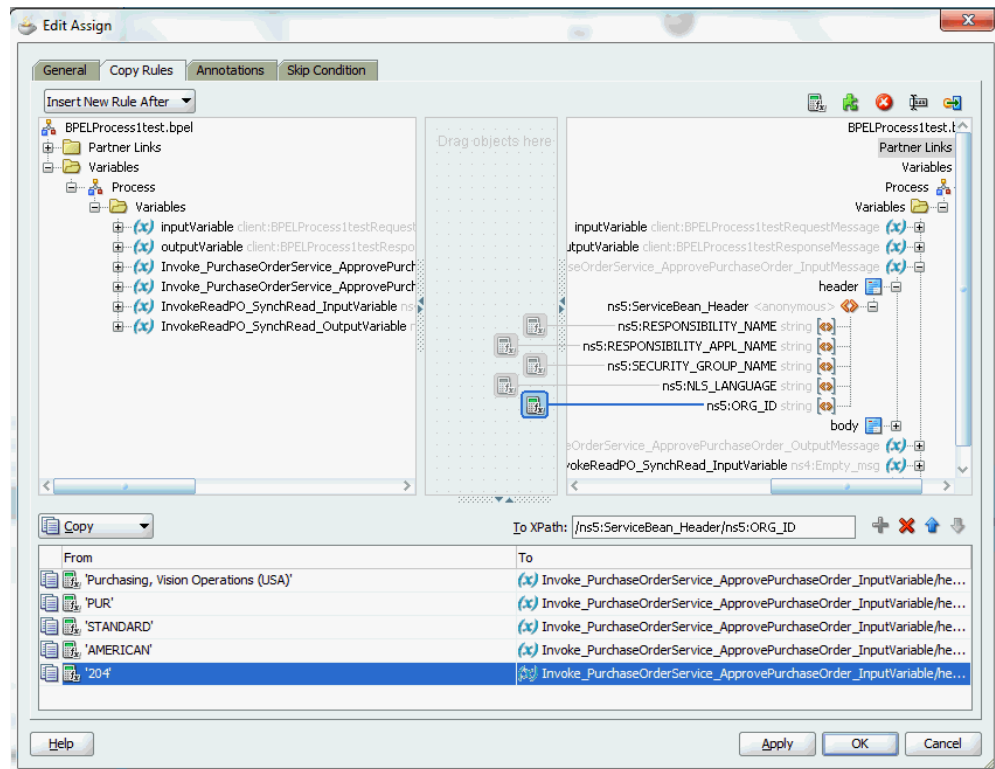 Edit Assign
General Copy Rules Annotations Skip Condition
Insert New Rule After
BPELProcess1test.bpel
Partner Links
Variables
Process
Variables
inputVariable client:BPELProcess1testRequest
outputVariable client:BPELProcess1testRespo
Invoke_PurchaseOrderService_ApprovePurch
Invoke_PurchaseOrderService_ApprovePurch
InvokeReadPO_SynchRead_InputVariable ns
InvokeReadPO_SynchRead_OutputVariable
Drag objects here
BPELProcess1test.b
Partner Links
Variables
Process
Variables
inputVariable client:BPELProcess1testRequestMessage
utputVariable client:BPELProcess1testResponseMessage
seOrderService_ApprovePurchaseOrder_InputMessage
header
ns5:ServiceBean_Header <anonymous>
ns5:RESPONSIBILITY_NAME string
ns5:RESPONSIBILITY_APPL_NAME string
ns5:SECURITY_GROUP_NAME string
ns5:NLS_LANGUAGE string
ns5:ORG_ID string
body
eOrderService_ApprovePurchaseOrder_OutputMessage
vokeReadPO_SynchRead_InputVariable ns4:Empty_msg
Copy
To XPath: /ns5:ServiceBean_Header/ns5:ORG_ID
From To
'Purchasing, Vision Operations (USA)' Invoke_PurchaseOrderService_ApprovePurchaseOrder_InputVariable/he...
'PUR' Invoke_PurchaseOrderService_ApprovePurchaseOrder_InputVariable/he...
'STANDARD' Invoke_PurchaseOrderService_ApprovePurchaseOrder_InputVariable/he...
'AMERICAN' Invoke_PurchaseOrderService_ApprovePurchaseOrder_InputVariable/he...
'204' Invoke_PurchaseOrderService_ApprovePurchaseOrder_InputVariable/he...
Help Apply OK Cancel